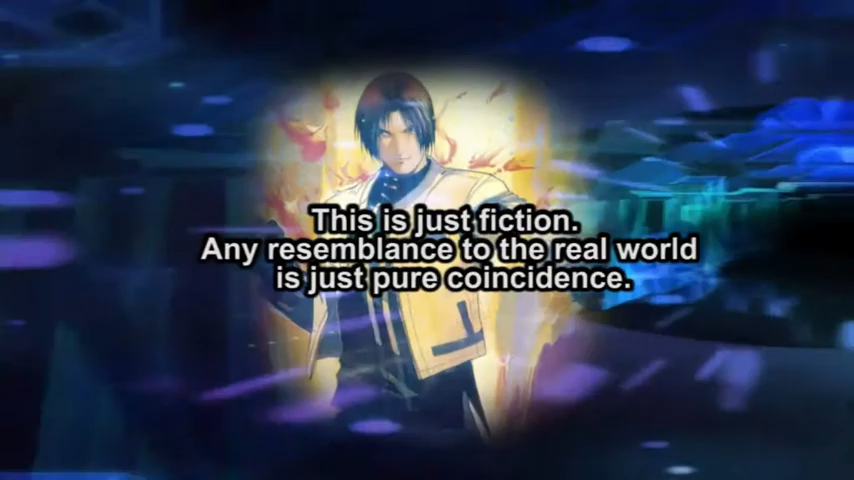 This is just fiction.
Any resemblance to the real world
is just pure coincidence.